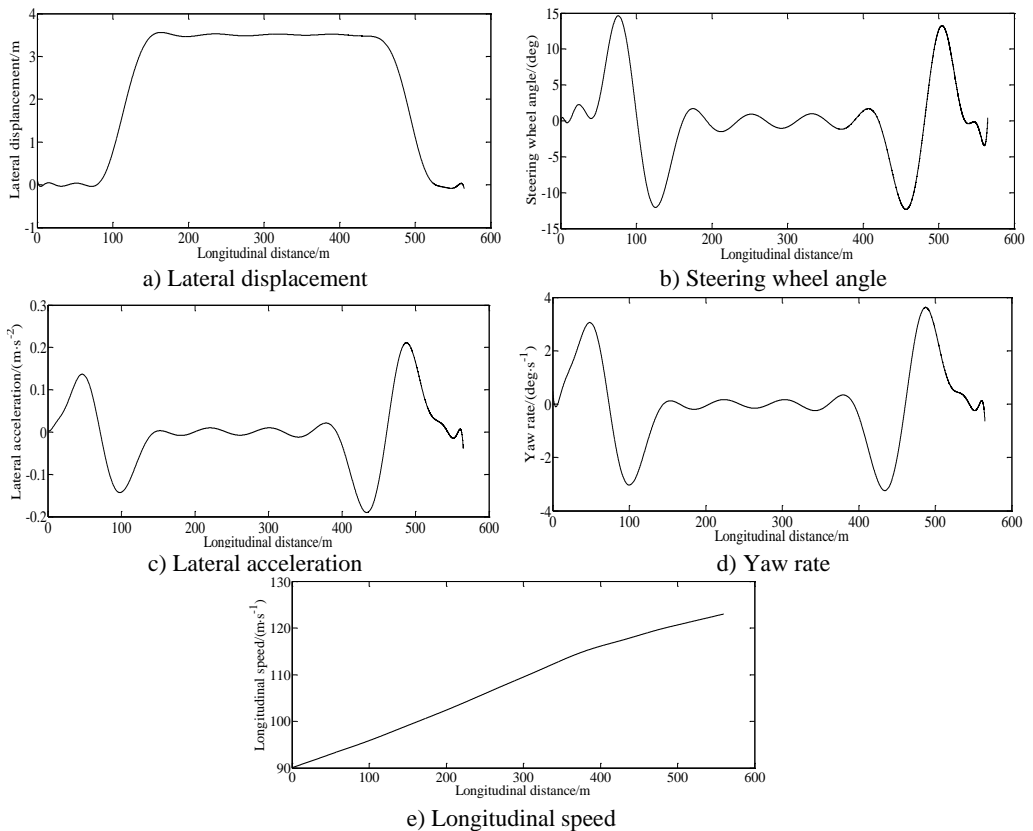 Lateral displancement/m
4
3
2
1
0
-1
0 100 200 300 400 500 600
Longitudinal distance/m
a) Lateral displacement
Steering wheel angle/(deg)
15
10
5
0
-5
-10
-15
0 100 200 300 400 500 600
Longitudinal distance/m
b) Steering wheel angle
Lateral acceleration/(m·s⁻²)
0.3
0.2
0.1
0
-0.1
-0.2
0 100 200 300 400 500 600
Longitudinal distance/m
c) Lateral acceleration
Yaw rate/(deg·s⁻¹)
4
2
0
-2
-4
0 100 200 300 400 500 600
Longitudinal distance/m
d) Yaw rate
Longitudinal speed/(m·s⁻¹)
130
120
110
100
90
0 100 200 300 400 500 600
Longitudinal distance/m
e) Longitudinal speed